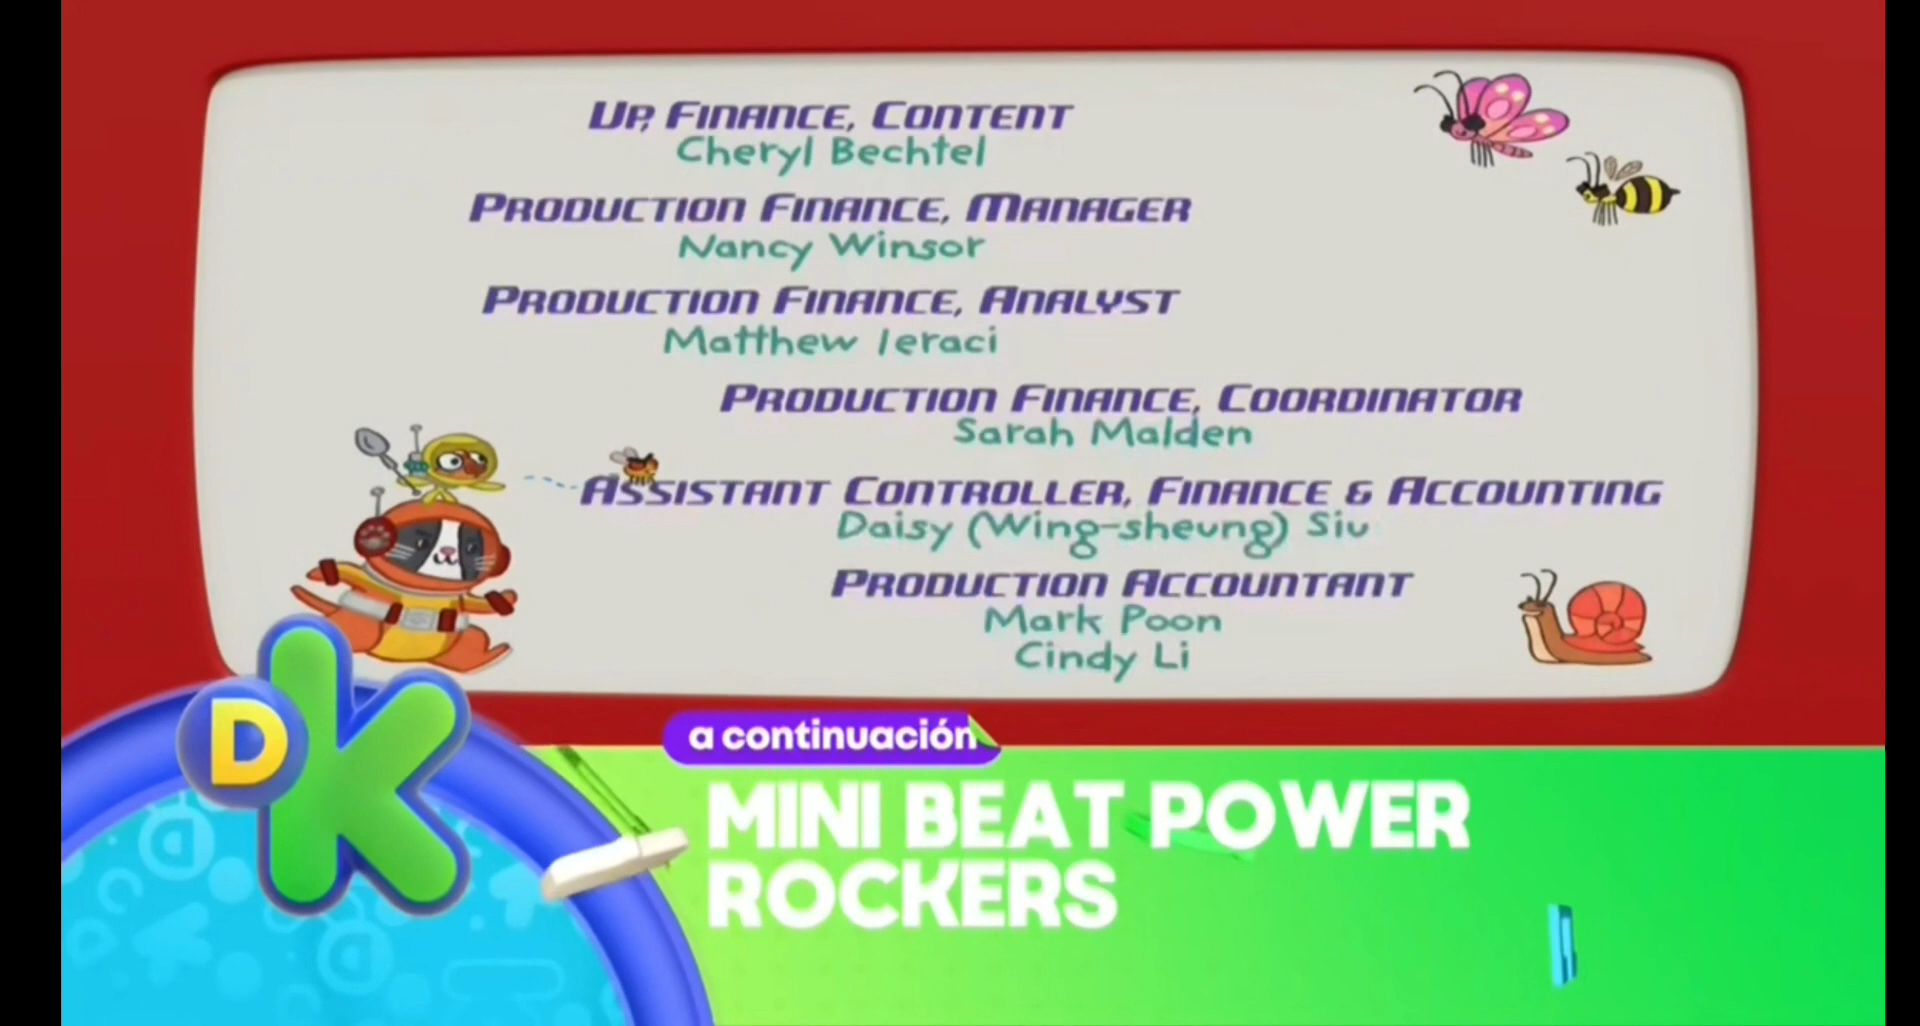 VP, Finance, Content
Cheryl Bechtel
Production Finance, Manager
Nancy Winsor
Production Finance, Analyst
Matthew Ieraci
Production Finance, Coordinator
Sarah Malden
Assistant Controller, Finance & Accounting
Daisy (Wing-sheung) Siu
Production Accountant
Mark Poon
Cindy Li
DK
a continuación
MINI BEAT POWER
ROCKERS